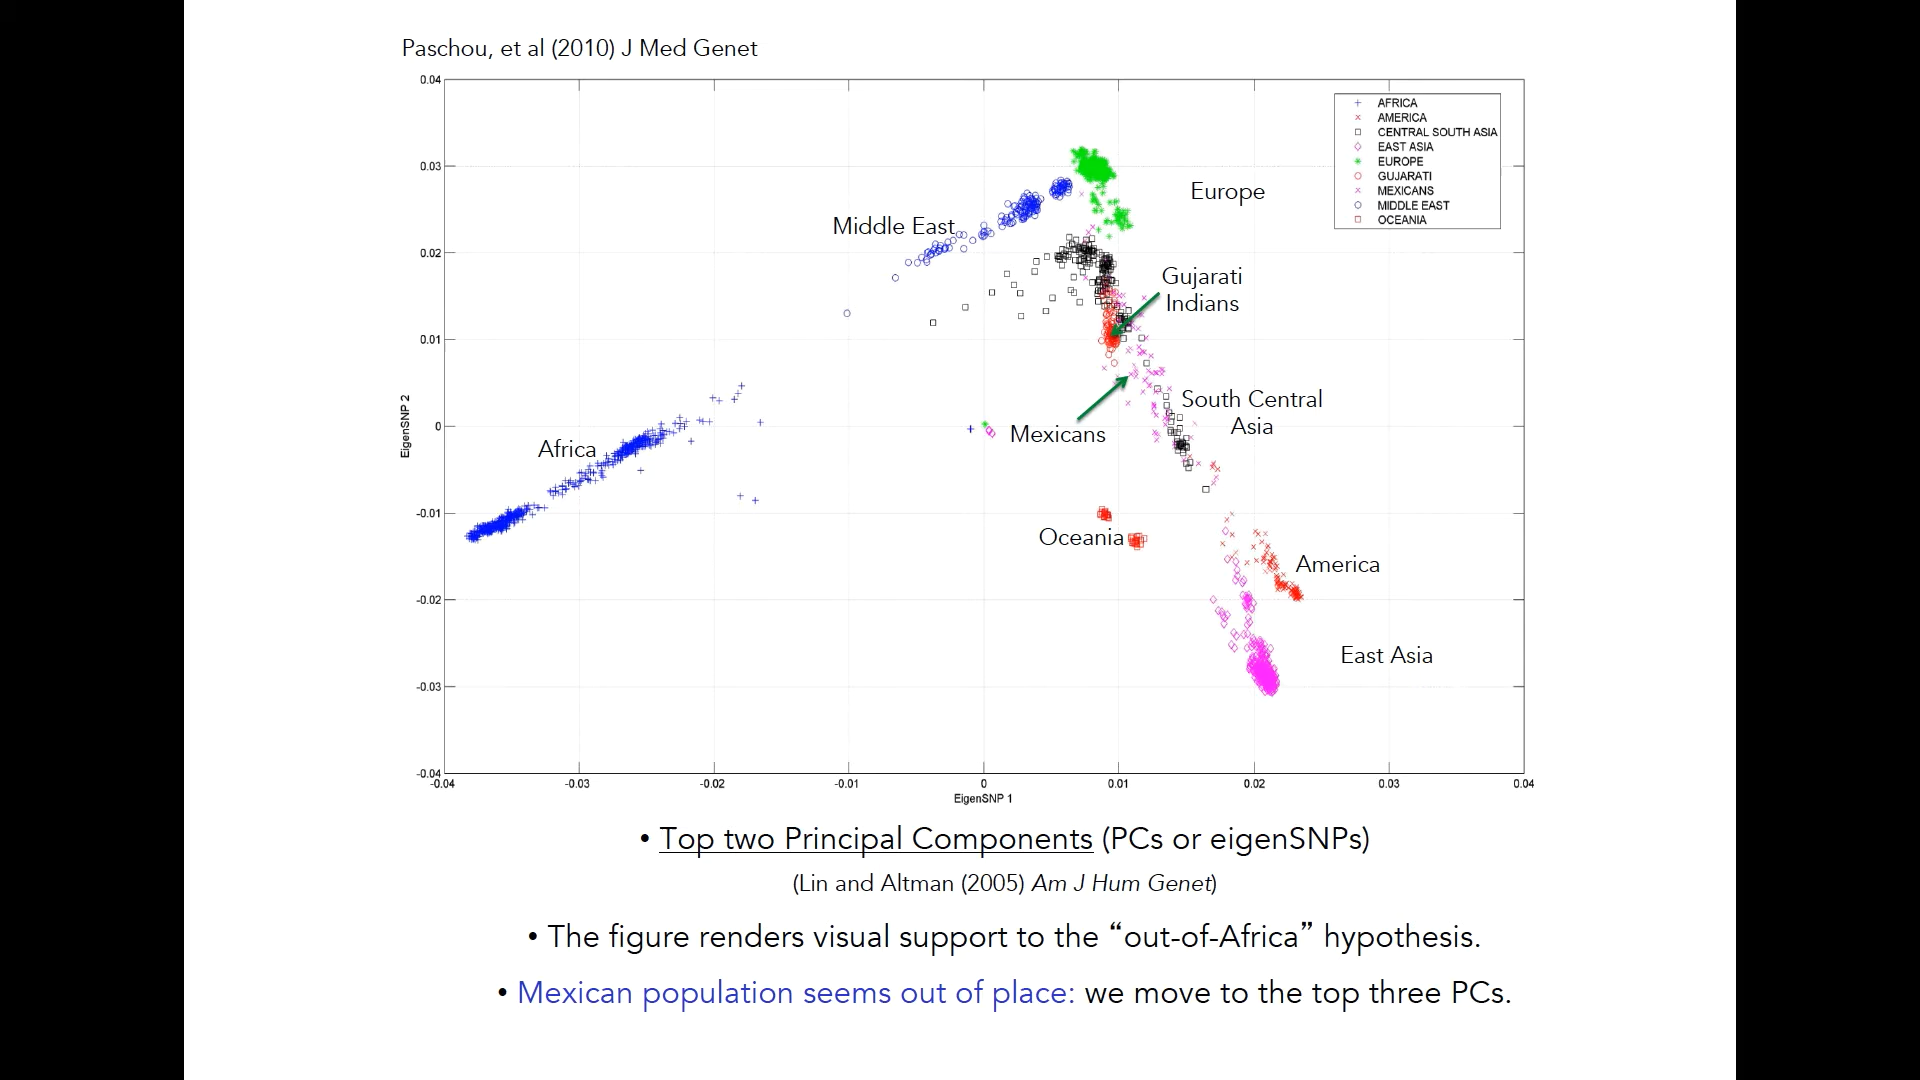 Paschou, et al (2010) J Med Genet
0.04
0.03
0.02
0.01
0
-0.01
-0.02
-0.03
-0.04
EigenSNP 2
AFRICA
AMERICA
CENTRAL SOUTH ASIA
EAST ASIA
EUROPE
GUJARATI
MEXICANS
MIDDLE EAST
OCEANIA
Europe
Middle East
Gujarati
Indians
South Central
Asia
Mexicans
Africa
Oceania
America
East Asia
-0.04 -0.03 -0.02 -0.01 0 0.01 0.02 0.03 0.04
EigenSNP 1
• Top two Principal Components (PCs or eigenSNPs)
(Lin and Altman (2005) Am J Hum Genet)
• The figure renders visual support to the “out-of-Africa” hypothesis.
• Mexican population seems out of place: we move to the top three PCs.